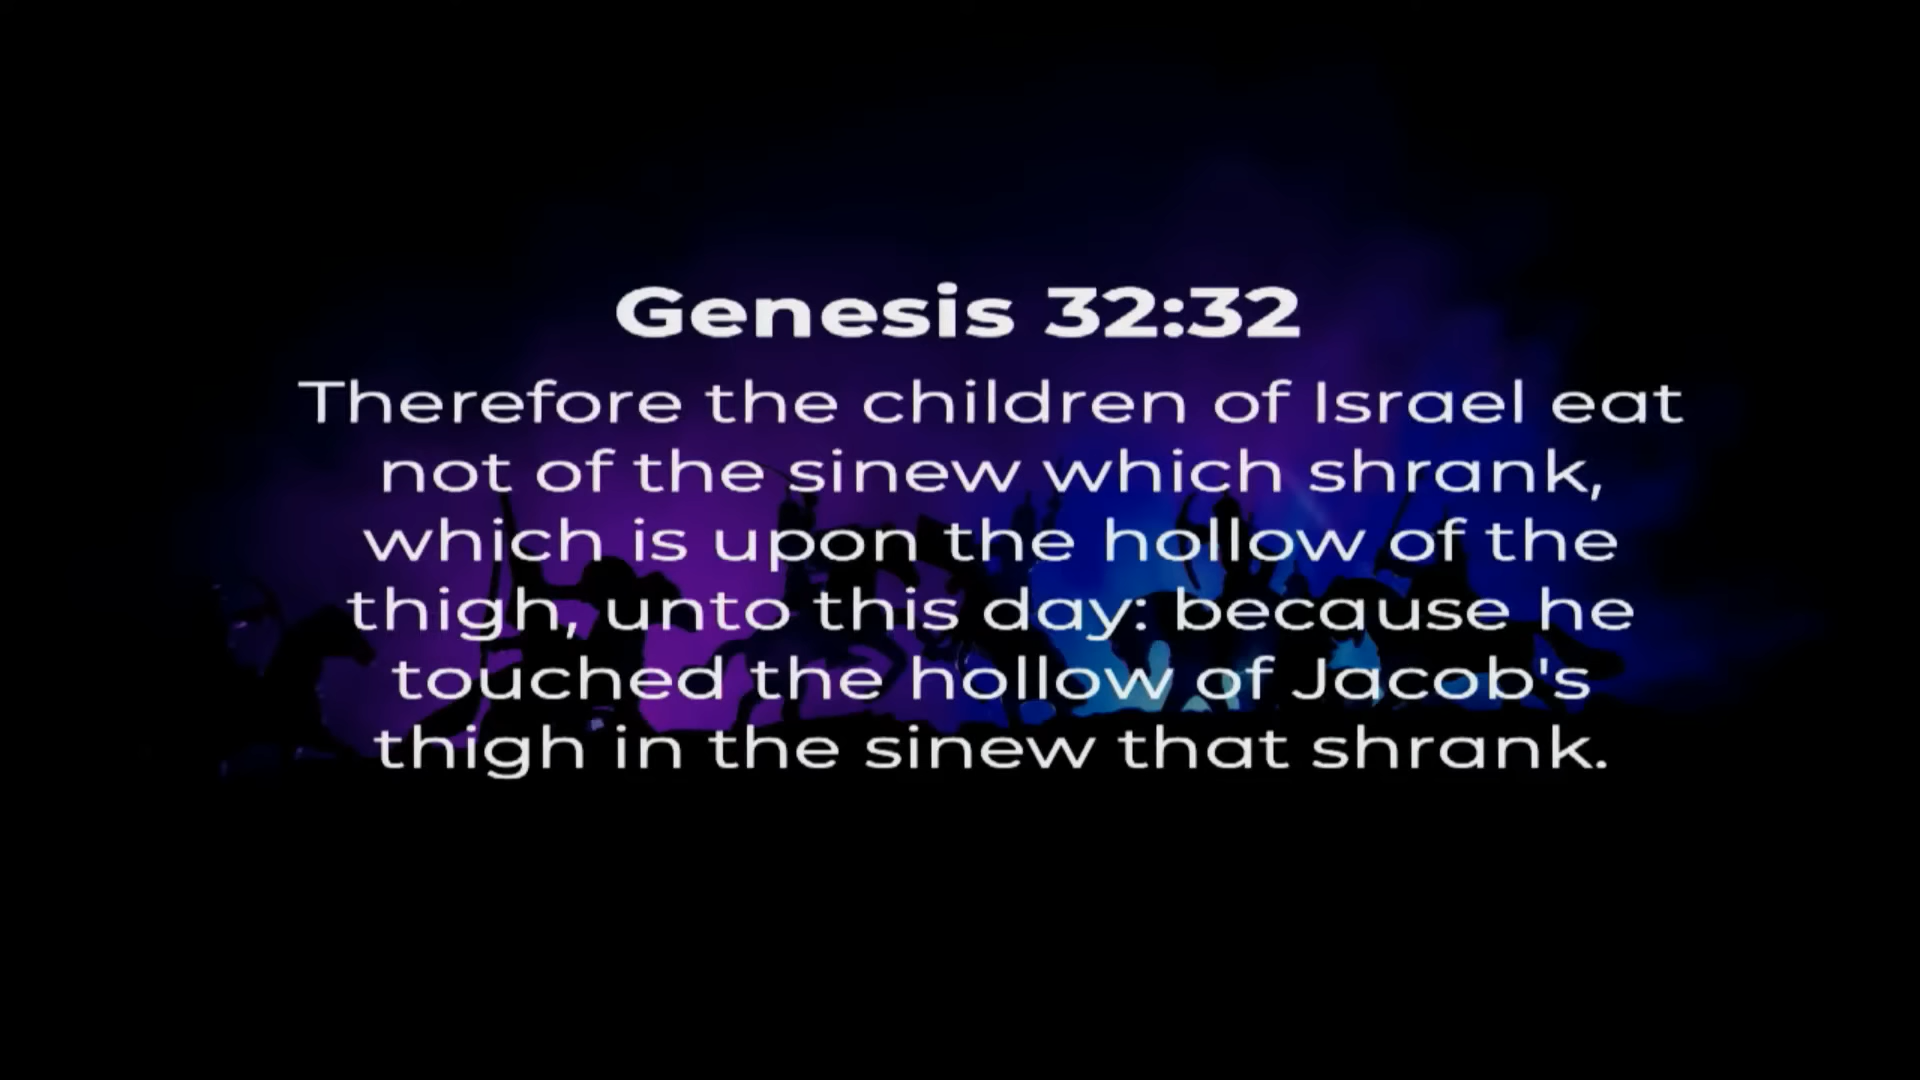 Genesis 32:32
Therefore the children of Israel eat
not of the sinew which shrank,
which is upon the hollow of the
thigh, unto this day: because he
touched the hollow of Jacob's
thigh in the sinew that shrank.